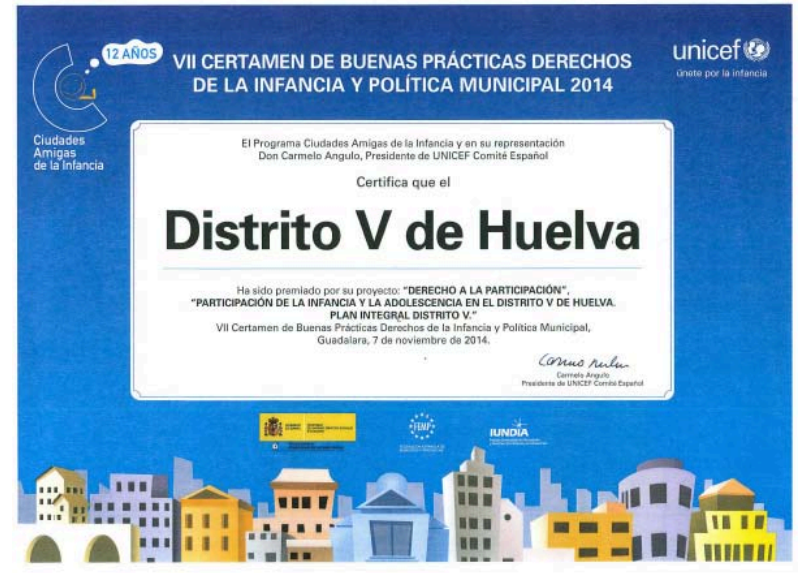 12 AÑOS
VII CERTAMEN DE BUENAS PRÁCTICAS DERECHOS
DE LA INFANCIA Y POLÍTICA MUNICIPAL 2014
unicef
únete por la infancia
Ciudades
Amigas
de la Infancia
El Programa Ciudades Amigas de la Infancia y en su representación
Don Carmelo Angulo, Presidente de UNICEF Comité Español
Certifica que el
Distrito V de Huelva
Ha sido premiado por su proyecto: "DERECHO A LA PARTICIPACIÓN",
"PARTICIPACIÓN DE LA INFANCIA Y LA ADOLESCENCIA EN EL DISTRITO V DE HUELVA.
PLAN INTEGRAL DISTRITO V."
VII Certamen de Buenas Prácticas Derechos de la Infancia y Política Municipal,
Guadalara, 7 de noviembre de 2014.
Carmelo Angulo
Presidente de UNICEF Comité Español
FEMP
IUNDIA